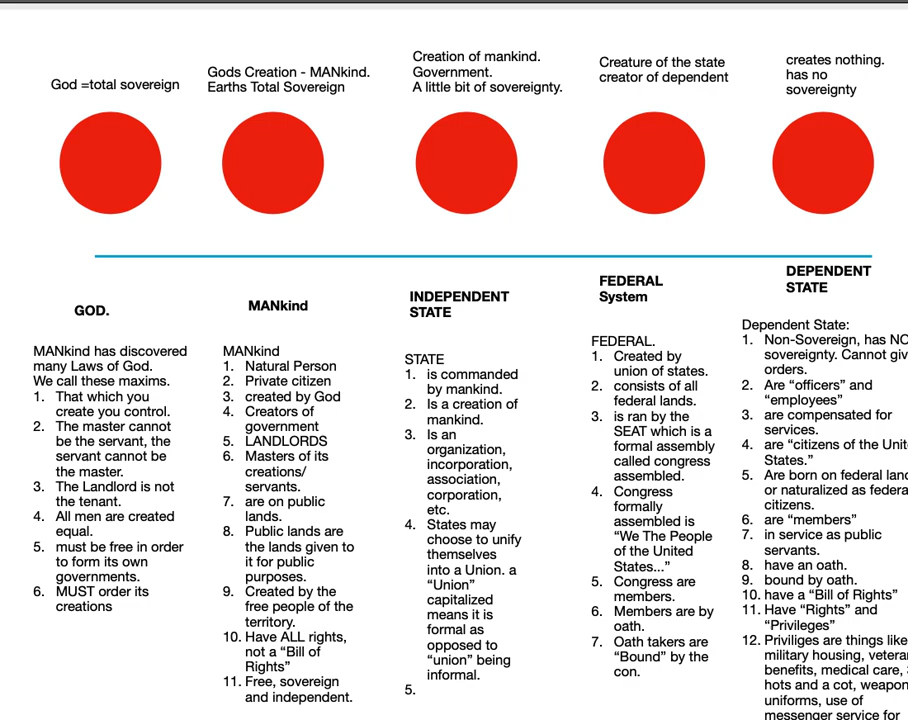 God =total sovereign
Gods Creation - MANkind.
Earths Total Sovereign
Creation of mankind.
Government.
A little bit of sovereignty.
Creature of the state
creator of dependent
creates nothing.
has no
sovereignty
GOD.
MANkind has discovered
many Laws of God.
We call these maxims.
1. That which you
create you control.
2. The master cannot
be the servant, the
servant cannot be
the master.
3. The Landlord is not
the tenant.
4. All men are created
equal.
5. must be free in order
to form its own
governments.
6. MUST order its
creations
MANkind
MANkind
1. Natural Person
2. Private citizen
3. created by God
4. Creators of
government
5. LANDLORDS
6. Masters of its
creations/
servants.
7. are on public
lands.
8. Public lands are
the lands given to
it for public
purposes.
9. Created by the
free people of the
territory.
10. Have ALL rights,
not a “Bill of
Rights”
11. Free, sovereign
and independent.
INDEPENDENT
STATE
STATE
1. is commanded
by mankind.
2. Is a creation of
mankind.
3. Is an
organization,
incorporation,
association,
corporation,
etc.
4. States may
choose to unify
themselves
into a Union. a
“Union”
capitalized
means it is
formal as
opposed to
“union” being
informal.
5.
FEDERAL
System
FEDERAL.
1. Created by
union of states.
2. consists of all
federal lands.
3. is ran by the
SEAT which is a
formal assembly
called congress
assembled.
4. Congress
formally
assembled is
“We The People
of the United
States...”
5. Congress are
members.
6. Members are by
oath.
7. Oath takers are
“Bound” by the
con.
DEPENDENT
STATE
Dependent State:
1. Non-Sovereign, has NO
sovereignty. Cannot giv
orders.
2. Are “officers” and
“employees”
3. are compensated for
services.
4. are “citizens of the Unit
States.”
5. Are born on federal lan
or naturalized as federa
citizens.
6. are “members”
7. in service as public
servants.
8. have an oath.
9. bound by oath.
10. have a “Bill of Rights”
11. Have “Rights” and
“Privileges”
12. Priviliges are things like
military housing, vetera
benefits, medical care,
hots and a cot, weapon
uniforms, use of
messenger service for